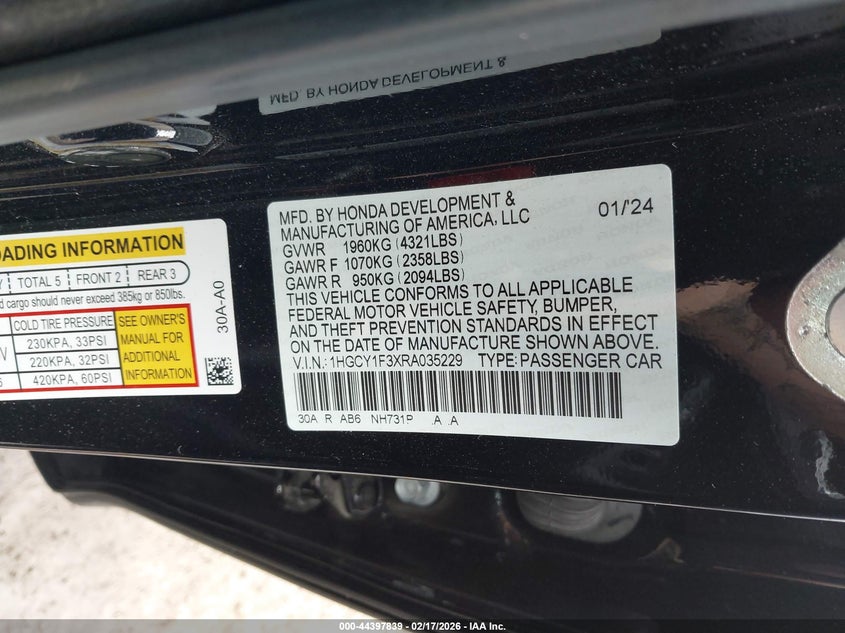 MFD. BY HONDA DEVELOPMENT &
MFD. BY HONDA DEVELOPMENT &
MANUFACTURING OF AMERICA, LLC 01/'24
GVWR 1960KG (4321LBS)
GAWR F 1070KG (2358LBS)
GAWR R 950KG (2094LBS)
THIS VEHICLE CONFORMS TO ALL APPLICABLE
FEDERAL MOTOR VEHICLE SAFETY, BUMPER,
AND THEFT PREVENTION STANDARDS IN EFFECT
ON THE DATE OF MANUFACTURE SHOWN ABOVE.
V.I.N.: 1HGCY1F3XRA035229 TYPE: PASSENGER CAR
30A R AB6 NH731P .A .A
OADING INFORMATION
Y TOTAL 5 FRONT 2 REAR 3
d cargo should never exceed 385kg or 850lbs.
COLD TIRE PRESSURE
230KPA, 33PSI
220KPA, 32PSI
420KPA, 60PSI
SEE OWNER'S
MANUAL FOR
ADDITIONAL
INFORMATION
30A-A0
000-44397839 - 02/17/2026 - IAA Inc.